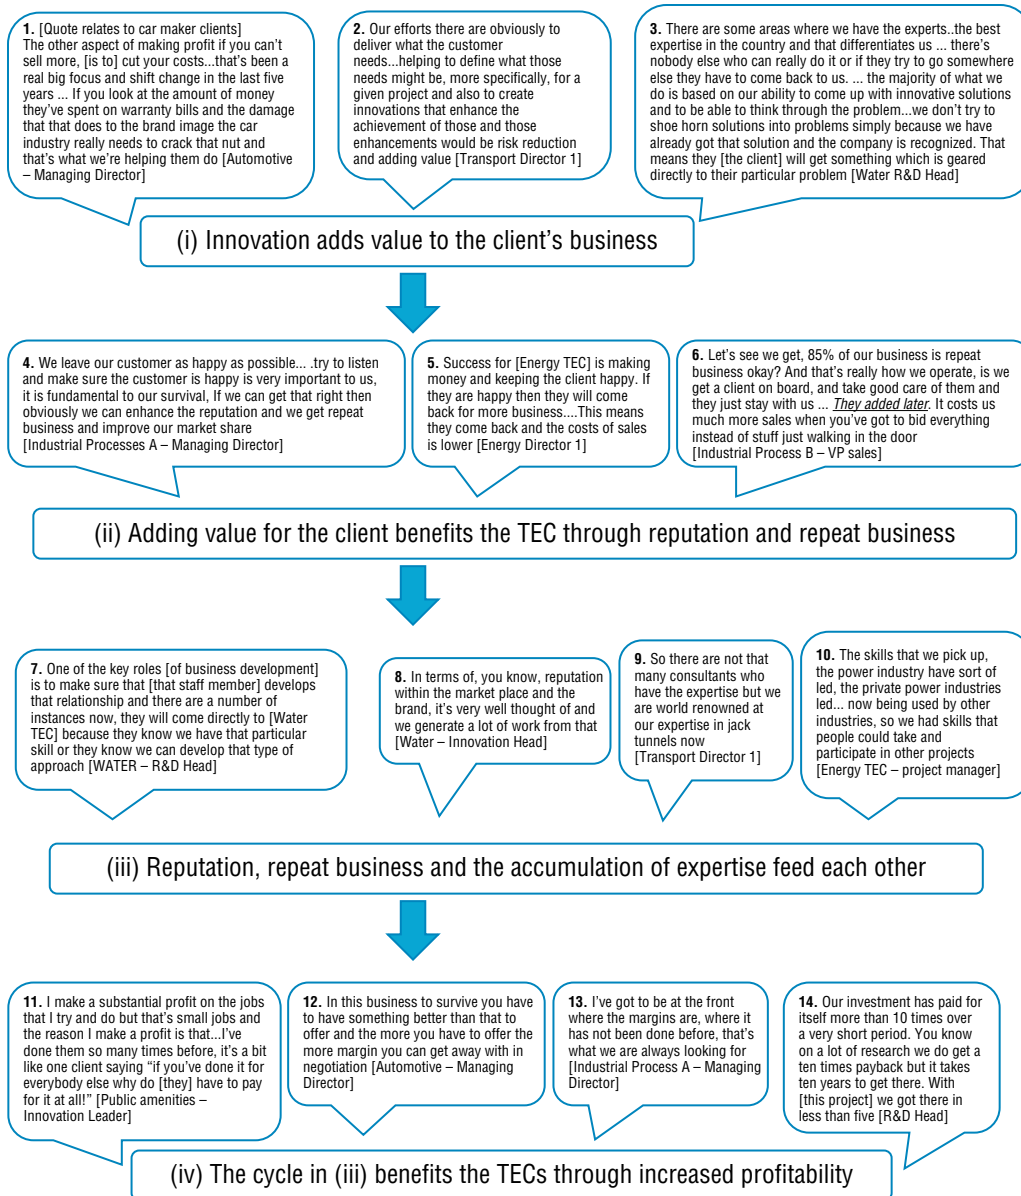 1. [Quote relates to car maker clients]
The other aspect of making profit if you can't
sell more, [is to] cut your costs...that's been a
real big focus and shift change in the last five
years ... If you look at the amount of money
they've spent on warranty bills and the damage
that that does to the brand image the car
industry really needs to crack that nut and
that's what we're helping them do [Automotive
– Managing Director]
2. Our efforts there are obviously to
deliver what the customer
needs...helping to define what those
needs might be, more specifically, for a
given project and also to create
innovations that enhance the
achievement of those and those
enhancements would be risk reduction
and adding value [Transport Director 1]
3. There are some areas where we have the experts..the best
expertise in the country and that differentiates us ... there's
nobody else who can really do it or if they try to go somewhere
else they have to come back to us. ... the majority of what we
do is based on our ability to come up with innovative solutions
and to be able to think through the problem...we don't try to
shoe horn solutions into problems simply because we have
already got that solution and the company is recognized. That
means they [the client] will get something which is geared
directly to their particular problem [Water R&D Head]
(i) Innovation adds value to the client's business
4. We leave our customer as happy as possible... .try to listen
and make sure the customer is happy is very important to us,
it is fundamental to our survival, If we can get that right then
obviously we can enhance the reputation and we get repeat
business and improve our market share
[Industrial Processes A – Managing Director]
5. Success for [Energy TEC] is making
money and keeping the client happy. If
they are happy then they will come
back for more business....This means
they come back and the costs of sales
is lower [Energy Director 1]
6. Let's see we get, 85% of our business is repeat
business okay? And that's really how we operate, is we
get a client on board, and take good care of them and
they just stay with us ... They added later. It costs us
much more sales when you've got to bid everything
instead of stuff just walking in the door
[Industrial Process B – VP sales]
(ii) Adding value for the client benefits the TEC through reputation and repeat business
7. One of the key roles [of business development]
is to make sure that [that staff member] develops
that relationship and there are a number of
instances now, they will come directly to [Water
TEC] because they know we have that particular
skill or they know we can develop that type of
approach [WATER – R&D Head]
8. In terms of, you know, reputation
within the market place and the
brand, it's very well thought of and
we generate a lot of work from that
[Water – Innovation Head]
9. So there are not that
many consultants who
have the expertise but we
are world renowned at
our expertise in jack
tunnels now
[Transport Director 1]
10. The skills that we pick up,
the power industry have sort of
led, the private power industries
led... now being used by other
industries, so we had skills that
people could take and
participate in other projects
[Energy TEC – project manager]
(iii) Reputation, repeat business and the accumulation of expertise feed each other
11. I make a substantial profit on the jobs
that I try and do but that's small jobs and
the reason I make a profit is that...I've
done them so many times before, it's a bit
like one client saying "if you've done it for
everybody else why do [they] have to pay
for it at all!" [Public amenities –
Innovation Leader]
12. In this business to survive you have
to have something better than that to
offer and the more you have to offer the
more margin you can get away with in
negotiation [Automotive – Managing
Director]
13. I've got to be at the front
where the margins are, where it
has not been done before, that's
what we are always looking for
[Industrial Process A – Managing
Director]
14. Our investment has paid for
itself more than 10 times over
a very short period. You know
on a lot of research we do get a
ten times payback but it takes
ten years to get there. With
[this project] we got there in
less than five [R&D Head]
(iv) The cycle in (iii) benefits the TECs through increased profitability